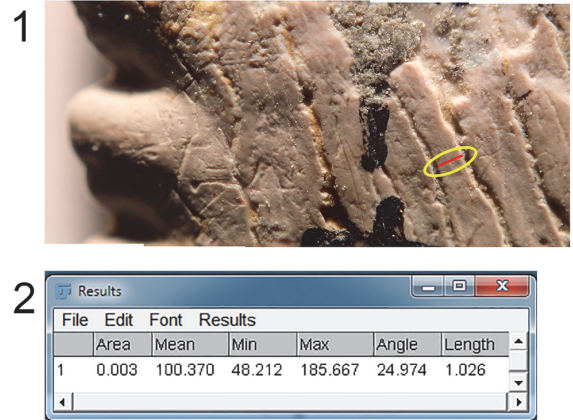 1
2
Results
File Edit Font Results
Area Mean Min Max Angle Length
1 0.003 100.370 48.212 185.667 24.974 1.026